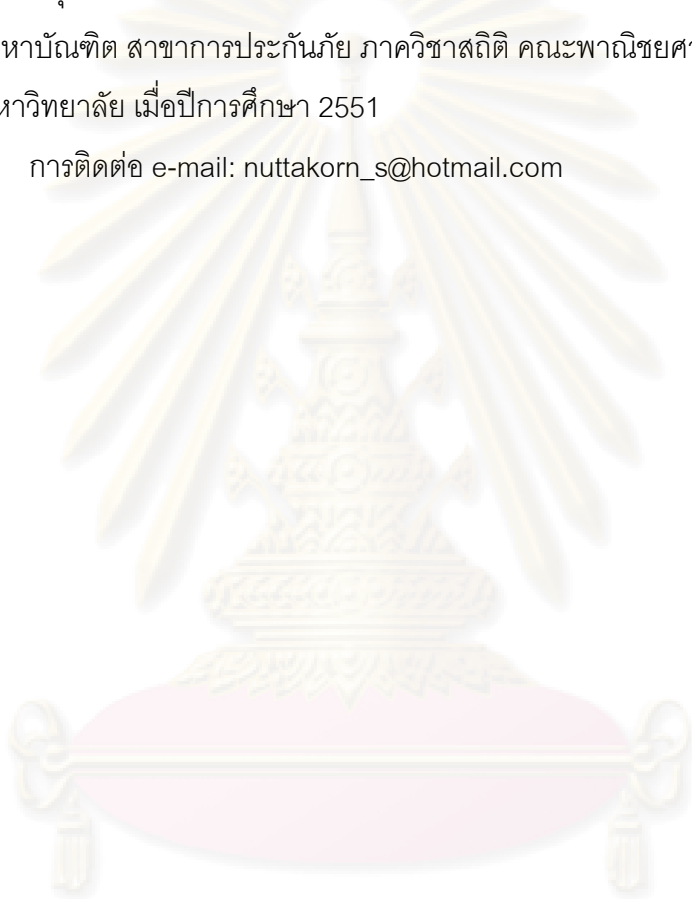 หาบัณฑิต สาขาการประกันภัย ภาควิชาสถิติ คณะพาณิชยศา
หาวิทยาลัย เมื่อปีการศึกษา 2551
การติดต่อ e-mail: nuttakorn_s@hotmail.com